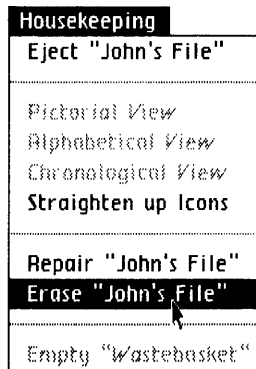 Housekeeping
Eject "John's File"
Pictorial View
Alphabetical View
Chronological View
Straighten up Icons
Repair "John's File"
Erase "John's File"
Empty "Wastebasket"